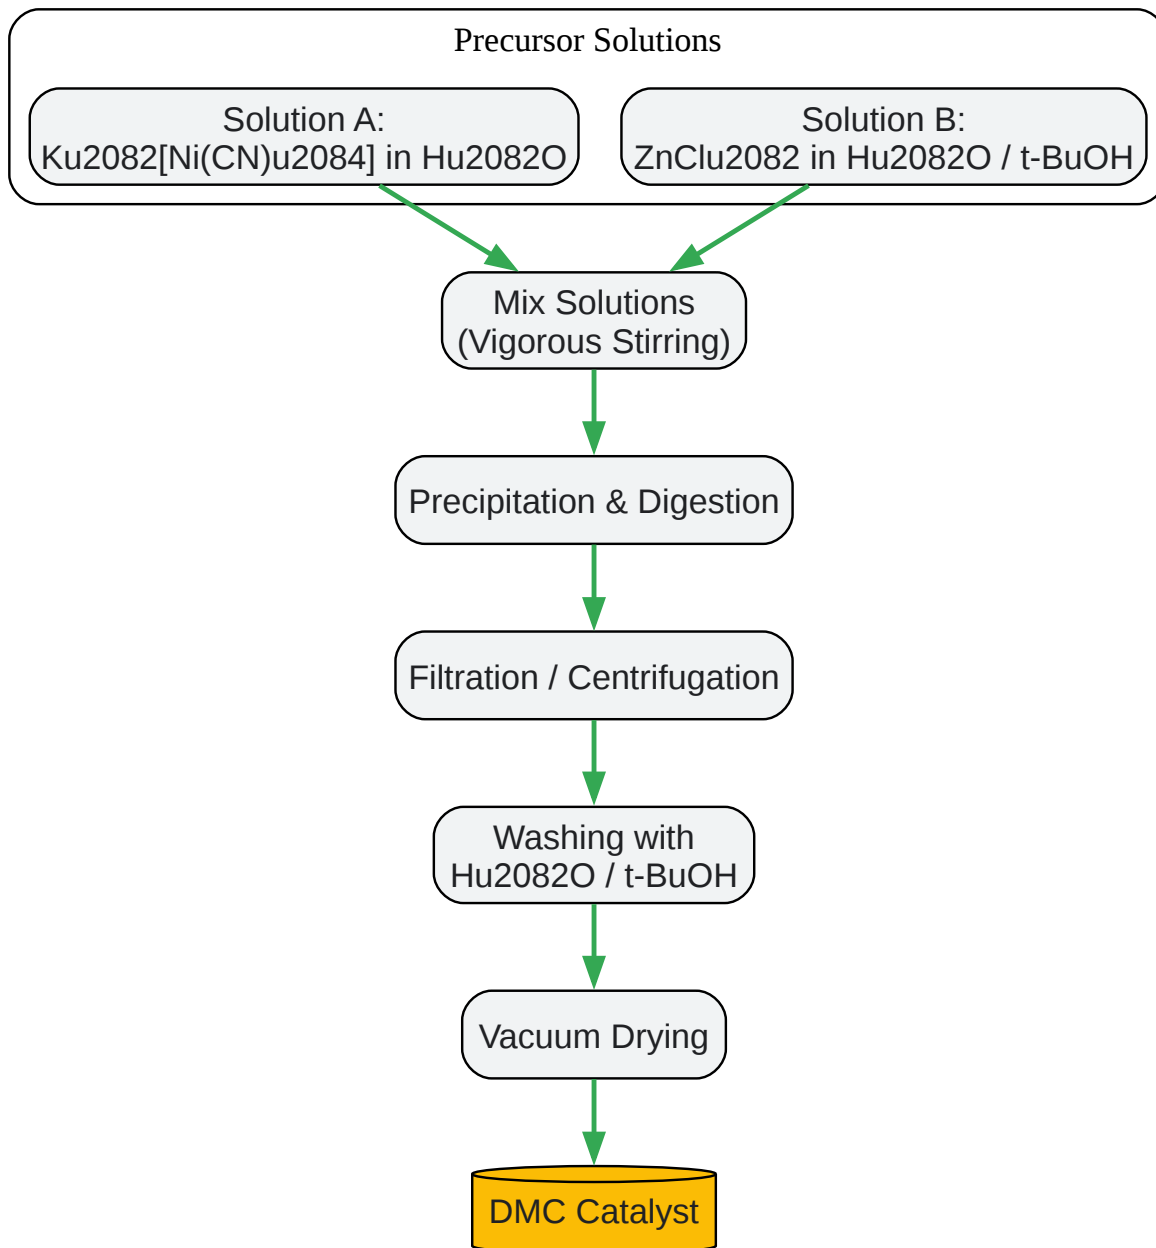 Precursor Solutions
Solution A:
Ku2082[Ni(CN)u2084] in Hu2082O
Solution B:
ZnClu2082 in Hu2082O / t-BuOH
Mix Solutions
(Vigorous Stirring)
Precipitation & Digestion
Filtration / Centrifugation
Washing with
Hu2082O / t-BuOH
Vacuum Drying
DMC Catalyst